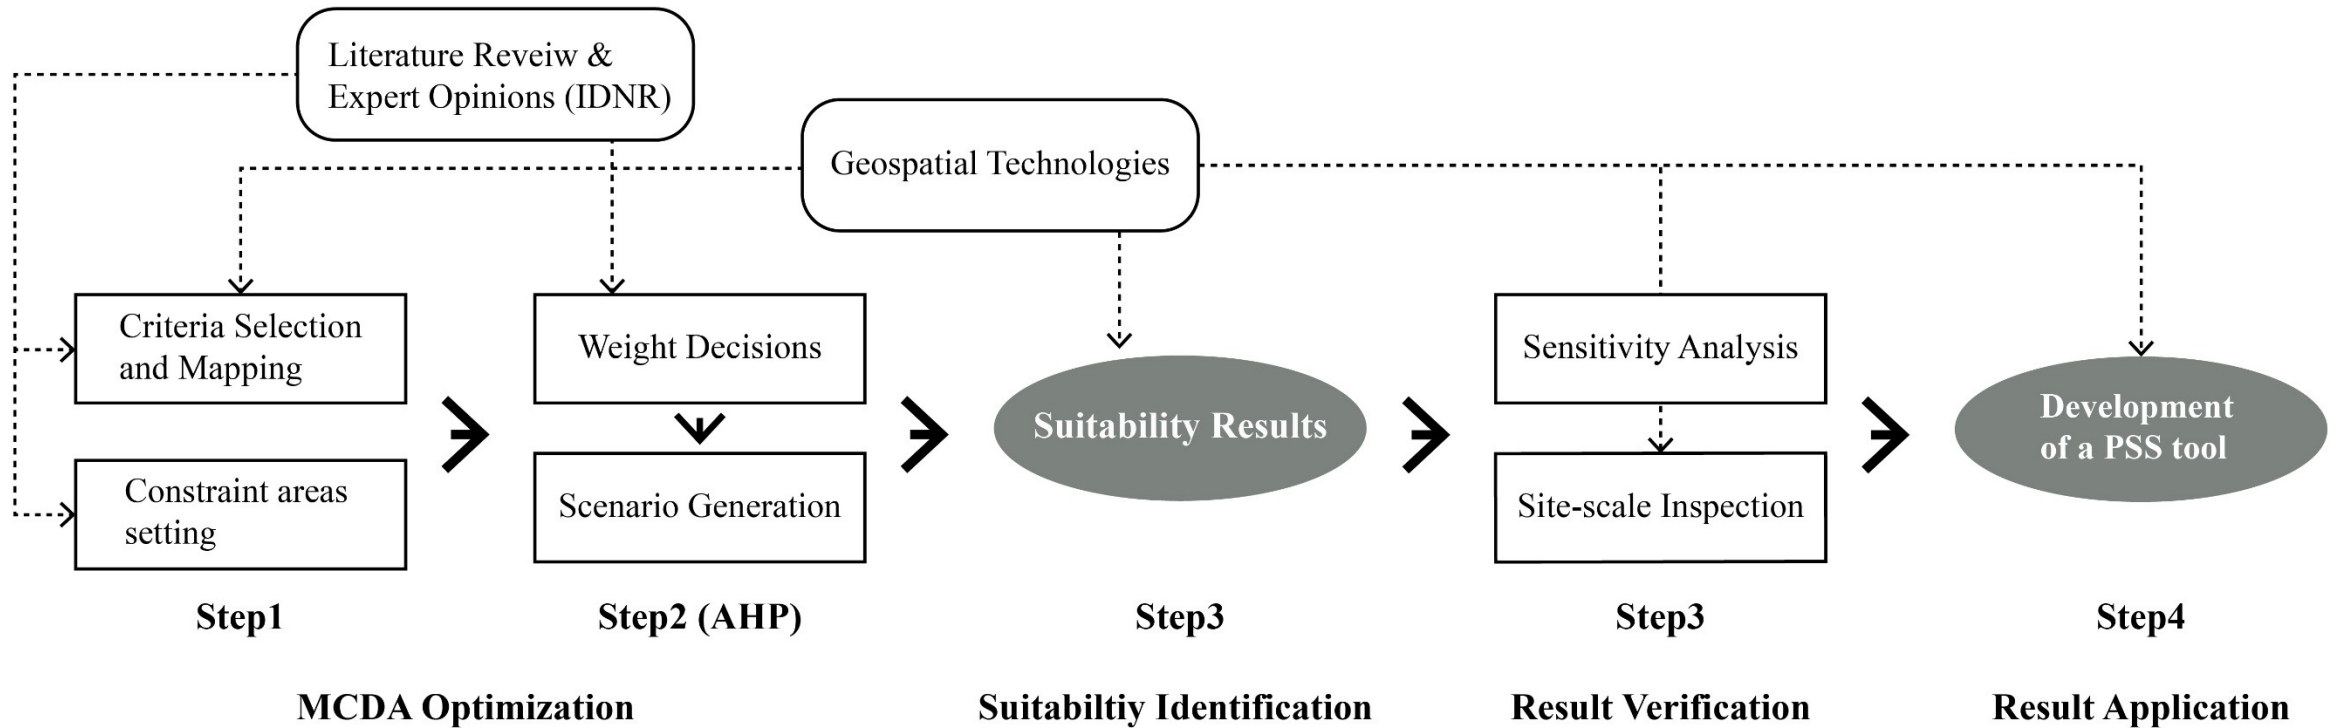 Literature Reveiw &
Expert Opinions (IDNR)
Geospatial Technologies
Criteria Selection
and Mapping
Constraint areas
setting
Weight Decisions
Scenario Generation
Suitability Results
Sensitivity Analysis
Site-scale Inspection
Development
of a PSS tool
Step1
Step2 (AHP)
Step3
Step3
Step4
MCDA Optimization
Suitabiltiy Identification
Result Verification
Result Application